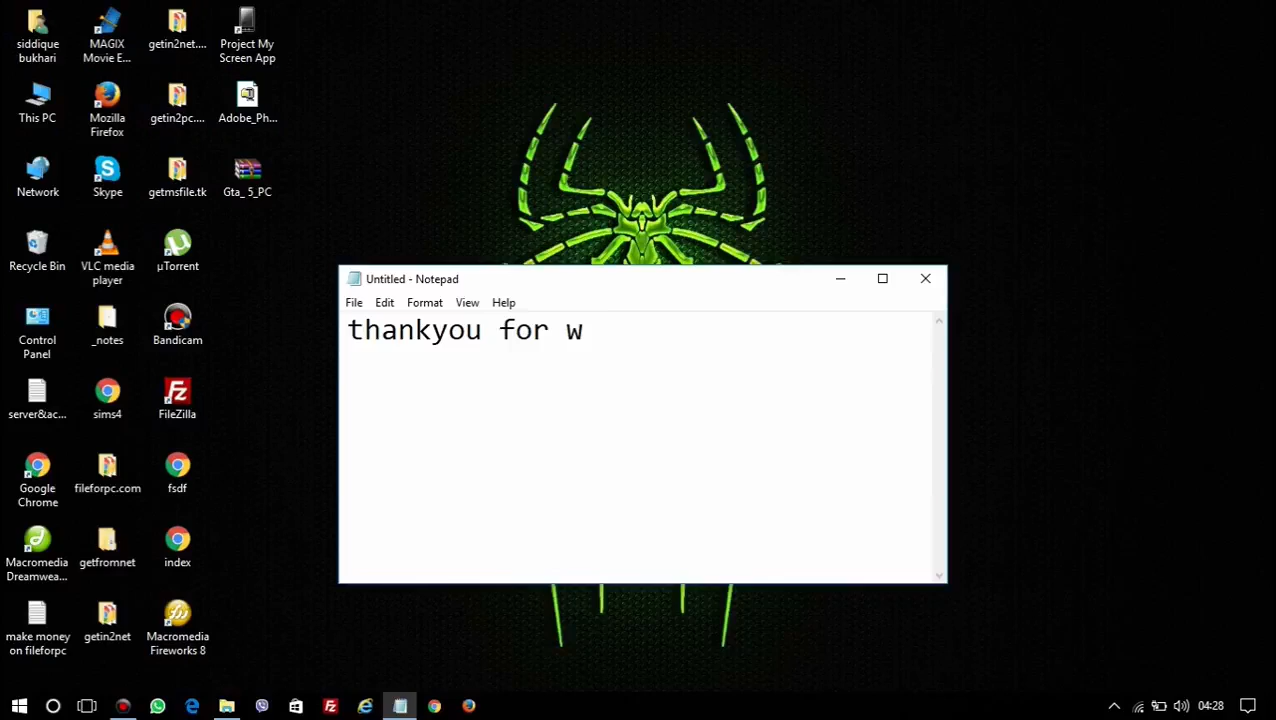 siddique
bukhari
MAGIX
Movie E...
getin2net....
Project My
Screen App
This PC
Mozilla
Firefox
getin2pc....
Adobe_Ph...
Network
Skype
getmsfile.tk
Gta_ 5_PC
Recycle Bin
VLC media
player
µTorrent
Control
Panel
_notes
Bandicam
server&ac...
sims4
FileZilla
Google
Chrome
fileforpc.com
fsdf
Macromedia
Dreamwea...
getfromnet
index
make money
on fileforpc
getin2net
Macromedia
Fireworks 8
Untitled - Notepad
File Edit Format View Help
thankyou for w
04:28